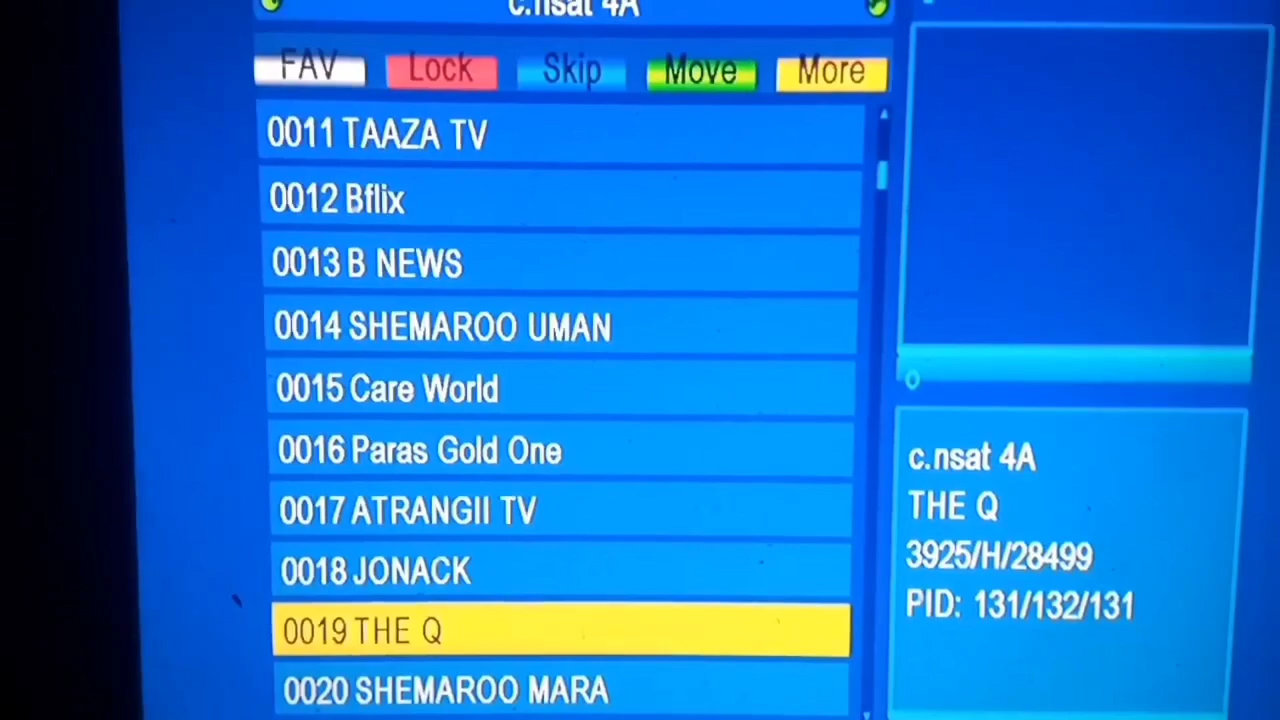 c.nsat 4A
FAV Lock Skip Move More
0011 TAAZA TV
0012 Bflix
0013 B NEWS
0014 SHEMAROO UMAN
0015 Care World
0016 Paras Gold One
0017 ATRANGII TV
0018 JONACK
0019 THE Q
0020 SHEMAROO MARA
c.nsat 4A
THE Q
3925/H/28499
PID: 131/132/131